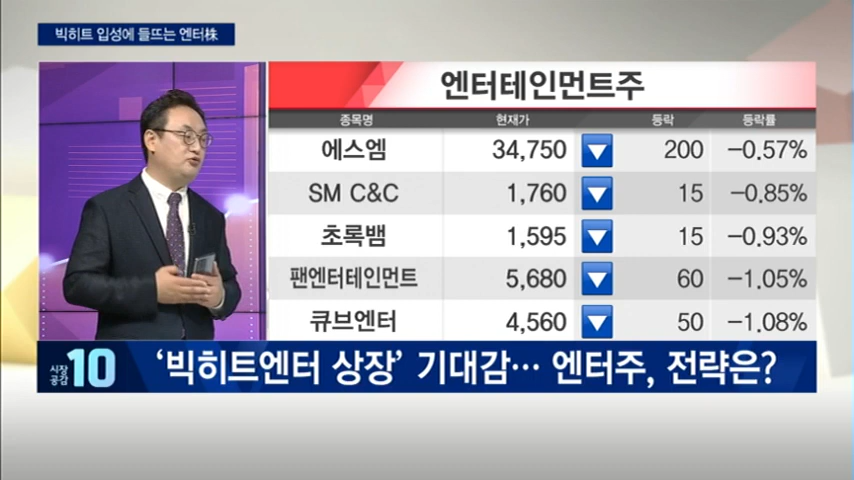 빅히트 입성에 들뜨는 엔터株
엔터테인먼트주
종목명 현재가 등락 등락률
에스엠 34,750 ▼ 200 -0.57%
SM C&C 1,760 ▼ 15 -0.85%
초록뱀 1,595 ▼ 15 -0.93%
팬엔터테인먼트 5,680 ▼ 60 -1.05%
큐브엔터 4,560 ▼ 50 -1.08%
시장공감 10 '빅히트엔터 상장' 기대감… 엔터주, 전략은?